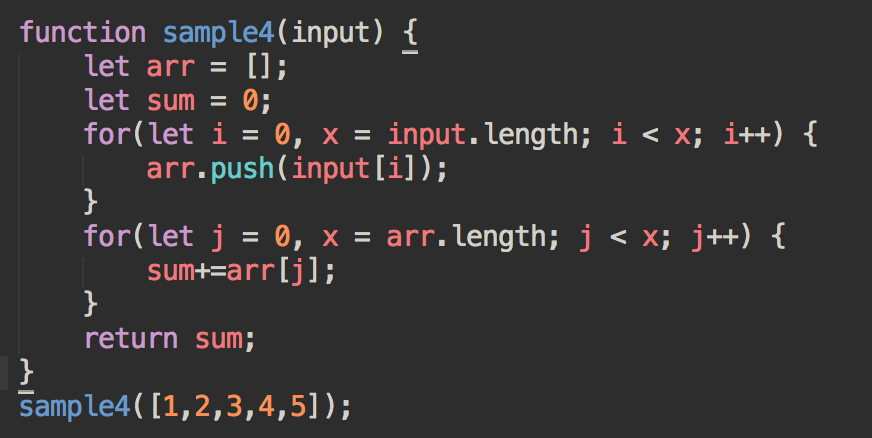 function sample4(input) {
    let arr = [];
    let sum = 0;
    for(let i = 0, x = input.length; i < x; i++) {
        arr.push(input[i]);
    }
    for(let j = 0, x = arr.length; j < x; j++) {
        sum+=arr[j];
    }
    return sum;
}
sample4([1,2,3,4,5]);